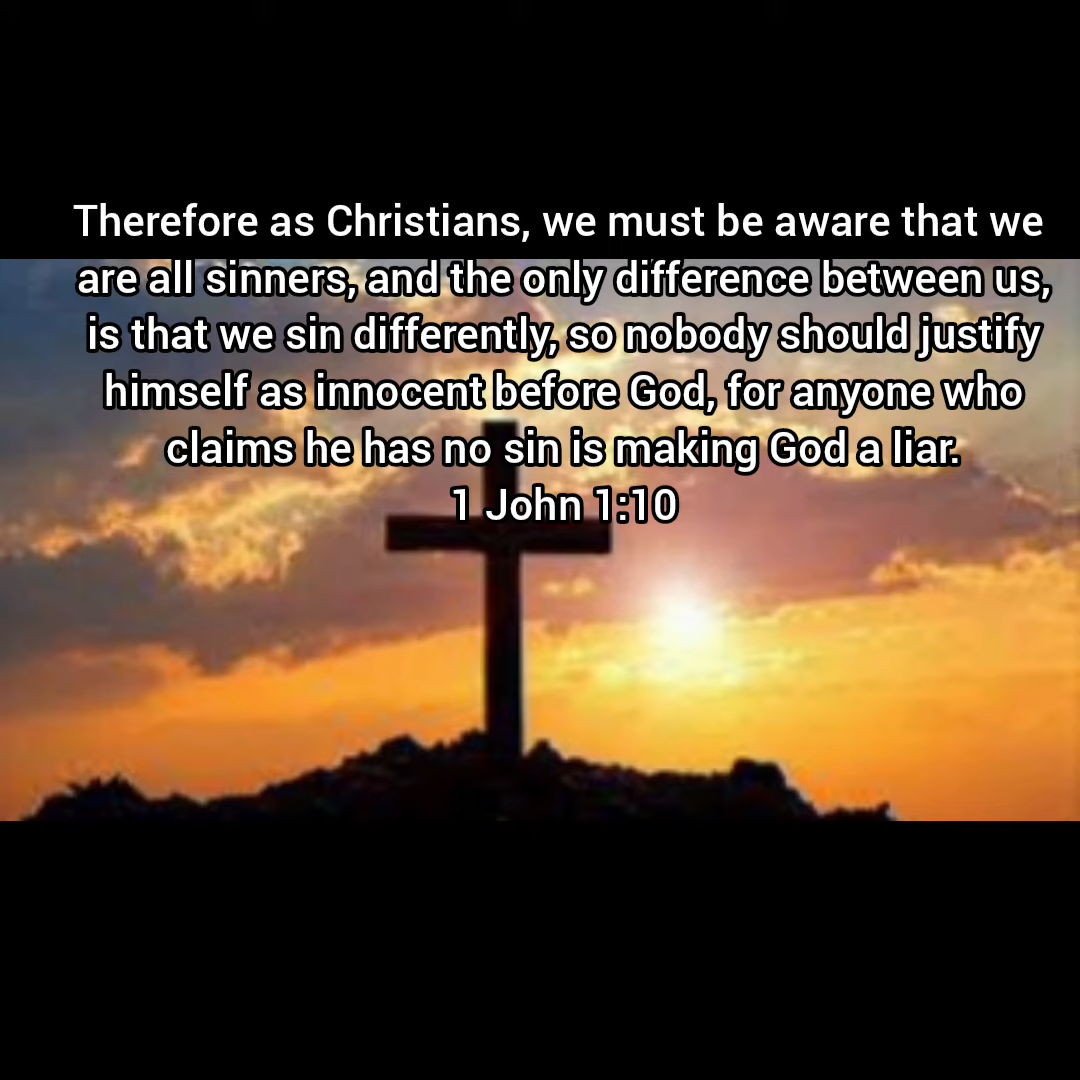 Therefore as Christians, we must be aware that we
are all sinners, and the only difference between us,
is that we sin differently, so nobody should justify
himself as innocent before God, for anyone who
claims he has no sin is making God a liar.
1 John 1:10